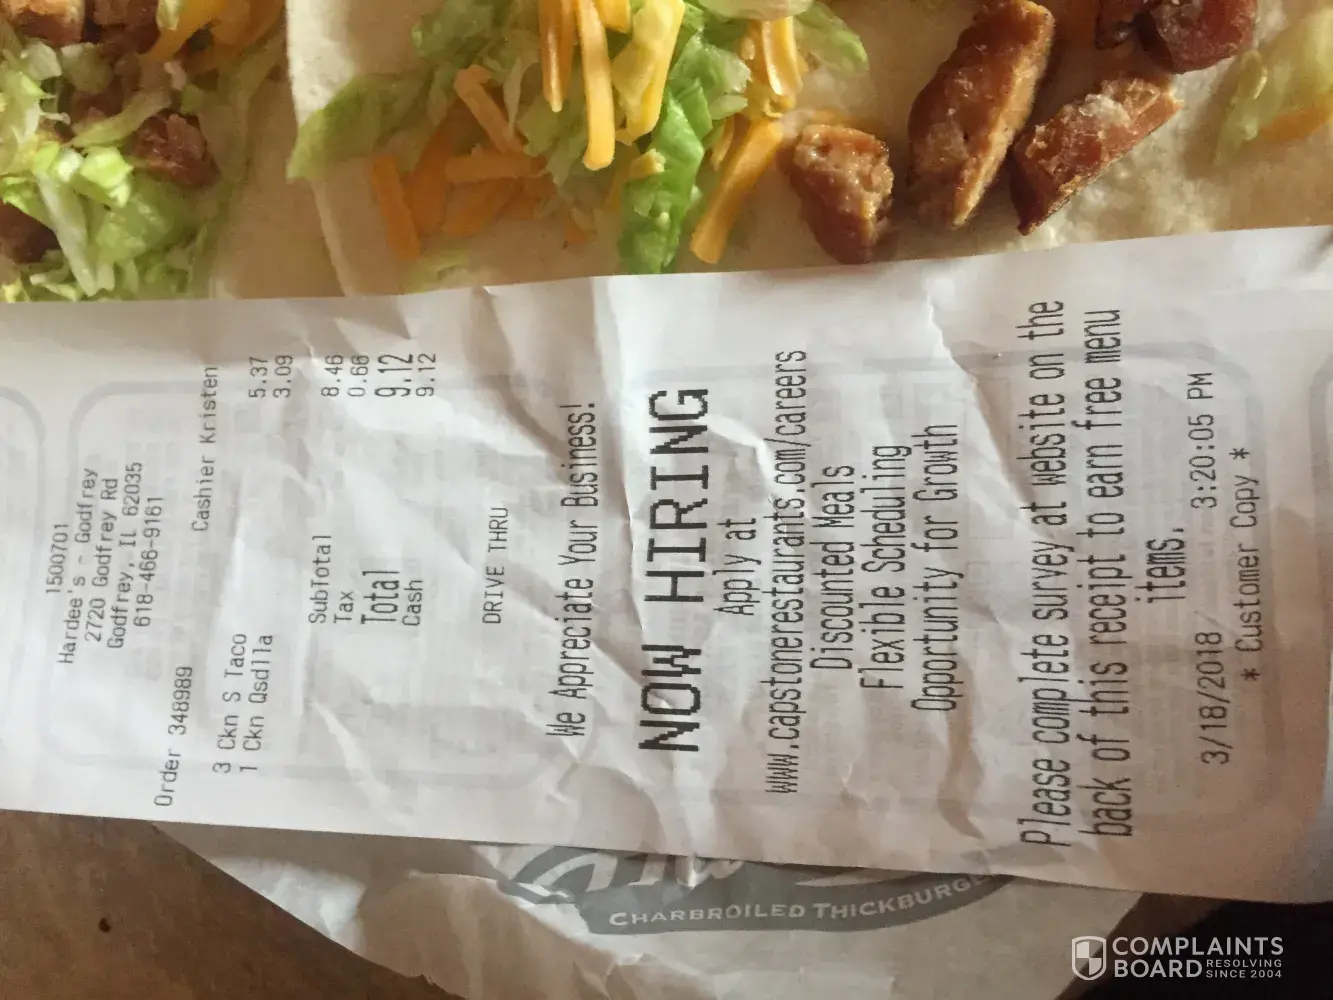 1500701
Hardee's - Godfrey
2720 Godfrey Rd
Godfrey, IL 62035
618-466-9161
Order 348989 Cashier Kristen
3 Ckn S Taco 5.37
1 Ckn Qsdlla 3.09
SubTotal 8.46
Tax 0.66
Total 9.12
Cash 9.12
DRIVE THRU
We Appreciate Your Business!
NOW HIRING
Apply at
www.capstonerestaurants.com/careers
Discounted Meals
Flexible Scheduling
Opportunity for Growth
Please complete survey at website on the
back of this receipt to earn free menu
items.
3/18/2018 3:20:05 PM
* Customer Copy *
CHARBROILED THICKBURGE
COMPLAINTS
BOARD RESOLVING
SINCE 2004